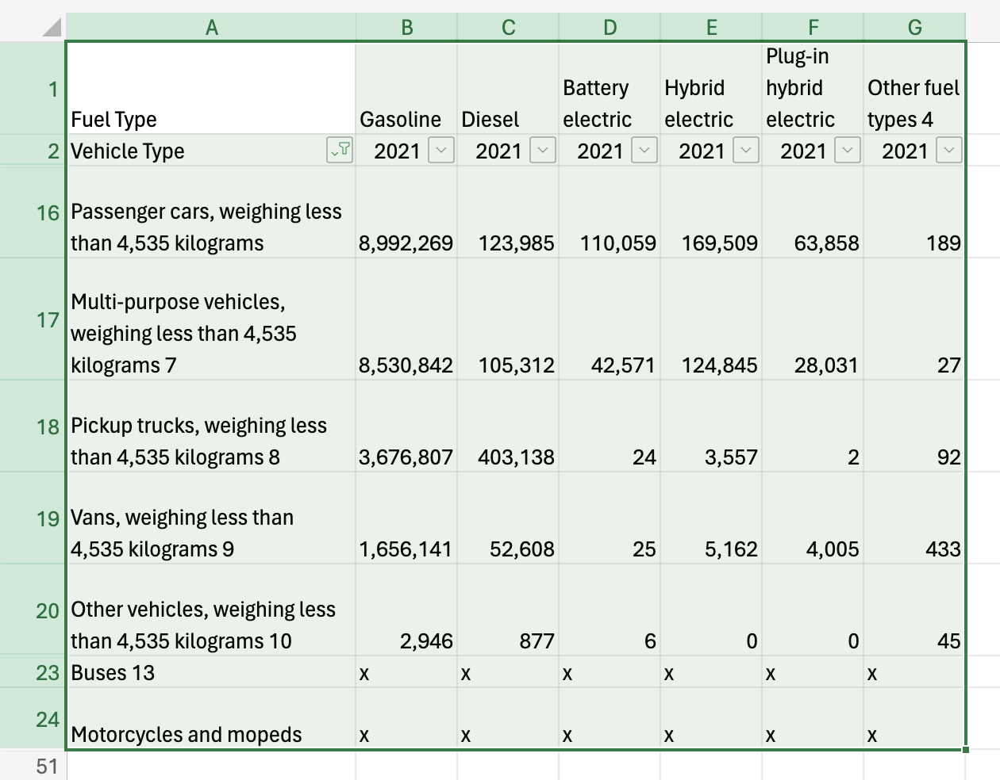 A B C D E F G
1 Fuel Type Gasoline Diesel Battery electric Hybrid electric Plug-in hybrid electric Other fuel types 4
2 Vehicle Type 2021 2021 2021 2021 2021 2021
16 Passenger cars, weighing less than 4,535 kilograms 8,992,269 123,985 110,059 169,509 63,858 189
17 Multi-purpose vehicles, weighing less than 4,535 kilograms 7 8,530,842 105,312 42,571 124,845 28,031 27
18 Pickup trucks, weighing less than 4,535 kilograms 8 3,676,807 403,138 24 3,557 2 92
19 Vans, weighing less than 4,535 kilograms 9 1,656,141 52,608 25 5,162 4,005 433
20 Other vehicles, weighing less than 4,535 kilograms 10 2,946 877 6 0 0 45
23 Buses 13 x x x x x x
24 Motorcycles and mopeds x x x x x x
51